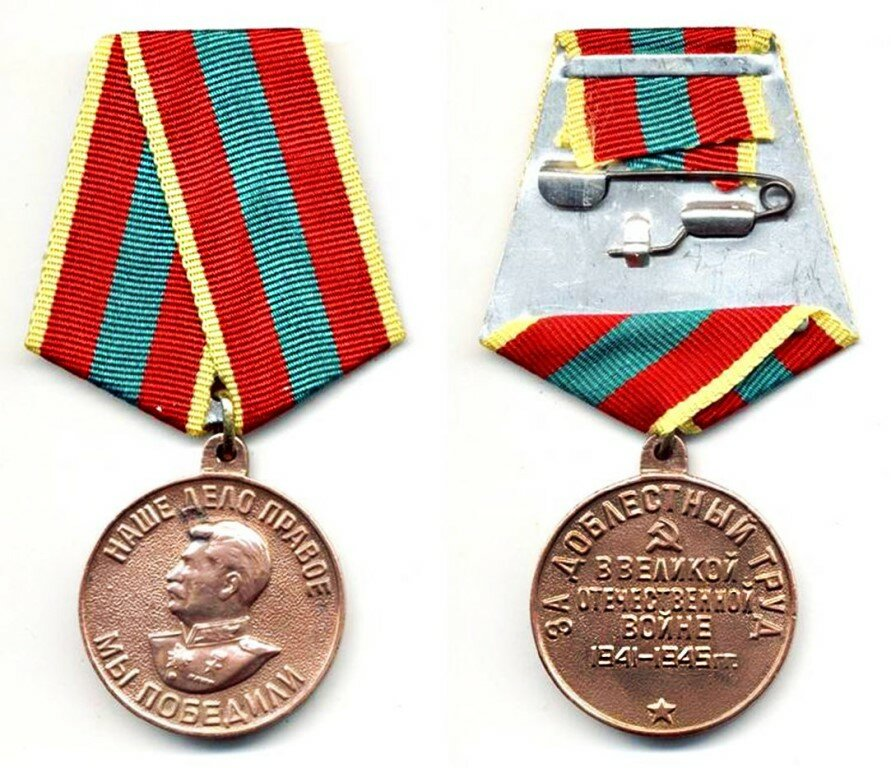 НАШЕ ДЕЛО ПРАВОЕ
МЫ ПОБЕДИЛИ
ЗА ДОБЛЕСТНЫЙ ТРУД
В ВЕЛИКОЙ
ОТЕЧЕСТВЕННОЙ
ВОЙНЕ
1941-1945 гг.